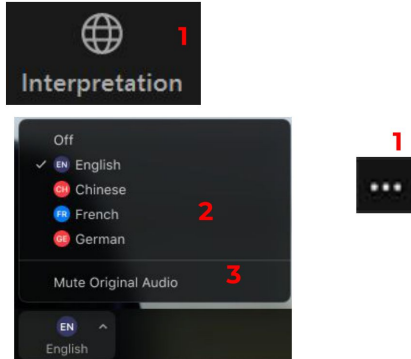 1
Interpretation
Off
EN English
CH Chinese
FR French
GE German
2
Mute Original Audio
3
EN
English
1